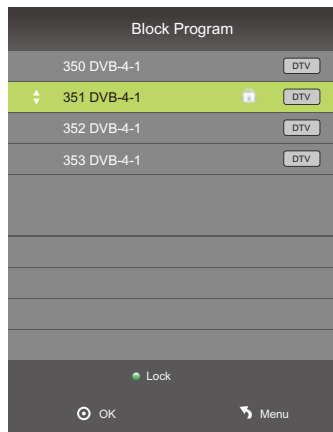 Block Program
350 DVB-4-1 DTV
351 DVB-4-1 DTV
352 DVB-4-1 DTV
353 DVB-4-1 DTV
Lock
OK Menu